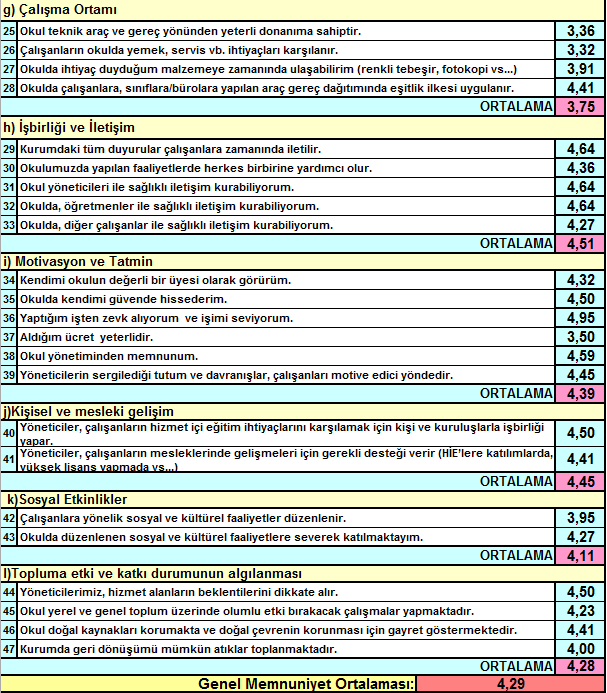 g) Çalışma Ortamı
25 Okul teknik araç ve gereç yönünden yeterli donanıma sahiptir. 3,36
26 Çalışanların okulda yemek, servis vb. ihtiyaçları karşılanır. 3,32
27 Okulda ihtiyaç duyduğum malzemeye zamanında ulaşabilirim (renkli tebeşir, fotokopi vs...) 3,91
28 Okulda çalışanlara, sınıflara/bürolara yapılan araç gereç dağıtımında eşitlik ilkesi uygulanır. 4,41
ORTALAMA 3,75
h) İşbirliği ve İletişim
29 Kurumdaki tüm duyurular çalışanlara zamanında iletilir. 4,64
30 Okulumuzda yapılan faaliyetlerde herkes birbirine yardımcı olur. 4,36
31 Okul yöneticileri ile sağlıklı iletişim kurabiliyorum. 4,64
32 Okulda, öğretmenler ile sağlıklı iletişim kurabiliyorum. 4,64
33 Okulda, diğer çalışanlar ile sağlıklı iletişim kurabiliyorum. 4,27
ORTALAMA 4,51
i) Motivasyon ve Tatmin
34 Kendimi okulun değerli bir üyesi olarak görürüm. 4,32
35 Okulda kendimi güvende hissederim. 4,50
36 Yaptığım işten zevk alıyorum ve işimi seviyorum. 4,95
37 Aldığım ücret yeterlidir. 3,50
38 Okul yönetiminden memnunum. 4,59
39 Yöneticilerin sergilediği tutum ve davranışlar, çalışanları motive edici yöndedir. 4,45
ORTALAMA 4,39
j)Kişisel ve mesleki gelişim
40 Yöneticiler, çalışanların hizmet içi eğitim ihtiyaçlarını karşılamak için kişi ve kuruluşlarla işbirliği
yapar. 4,50
41 Yöneticiler, çalışanların mesleklerinde gelişmeleri için gerekli desteği verir (HİE'lere katılımlarda,
yüksek lisans yapmada vs...) 4,41
ORTALAMA 4,45
k)Sosyal Etkinlikler
42 Çalışanlara yönelik sosyal ve kültürel faaliyetler düzenlenir. 3,95
43 Okulda düzenlenen sosyal ve kültürel faaliyetlere severek katılmaktayım. 4,27
ORTALAMA 4,11
l)Topluma etki ve katkı durumunun algılanması
44 Yöneticilerimiz, hizmet alanların beklentilerini dikkate alır. 4,50
45 Okul yerel ve genel toplum üzerinde olumlu etki bırakacak çalışmalar yapmaktadır. 4,23
46 Okul doğal kaynakları korumakta ve doğal çevrenin korunması için gayret göstermektedir. 4,41
47 Kurumda geri dönüşümü mümkün atıklar toplanmaktadır. 4,00
ORTALAMA 4,28
Genel Memnuniyet Ortalaması: 4,29